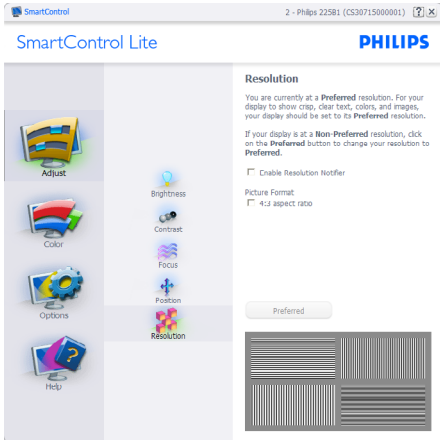 SmartControl
2 - Philips 225B1 (CS30715000001)
SmartControl Lite
PHILIPS
Adjust
Color
Options
Help
Brightness
Contrast
Focus
Position
Resolution
Resolution
You are currently at a Preferred resolution. For your
display to show crisp, clear text, colors, and images,
your display should be set to its Preferred resolution.
If your display is at a Non-Preferred resolution, click
on the Preferred button to change your resolution to
Preferred.
Enable Resolution Notifier
Picture Format
4:3 aspect ratio
Preferred